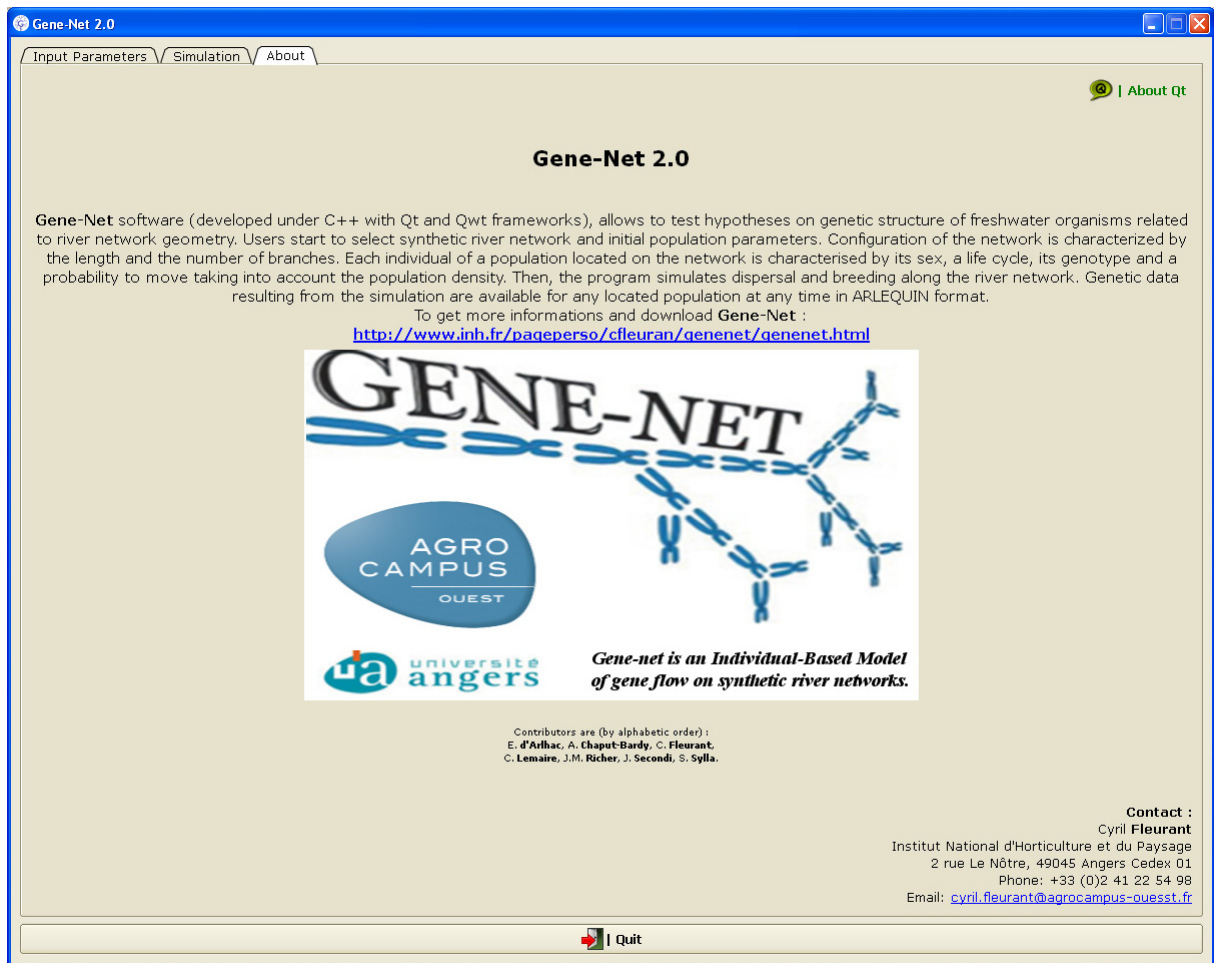 Gene-Net 2.0
Input Parameters
Simulation
About
| About Qt
Gene-Net 2.0
Gene-Net software (developed under C++ with Qt and Qwt frameworks), allows to test hypotheses on genetic structure of freshwater organisms related
to river network geometry. Users start to select synthetic river network and initial population parameters. Configuration of the network is characterized by
the length and the number of branches. Each individual of a population located on the network is characterised by its sex, a life cycle, its genotype and a
probability to move taking into account the population density. Then, the program simulates dispersal and breeding along the river network. Genetic data
resulting from the simulation are available for any located population at any time in ARLEQUIN format.
To get more informations and download Gene-Net :
http://www.inh.fr/pageperso/cfleuran/genenet/genenet.html
GENE-NET
AGRO
CAMPUS
OUEST
ua université
angers
Gene-net is an Individual-Based Model
of gene flow on synthetic river networks.
Contributors are (by alphabetic order) :
E. d'Arlhac, A. Chaput-Bardy, C. Fleurant,
C. Lemaire, J.M. Richer, J. Secondi, S. Sylla.
Contact :
Cyril Fleurant
Institut National d'Horticulture et du Paysage
2 rue Le Nôtre, 49045 Angers Cedex 01
Phone: +33 (0)2 41 22 54 98
Email: cyril.fleurant@agrocampus-ouesst.fr
| Quit